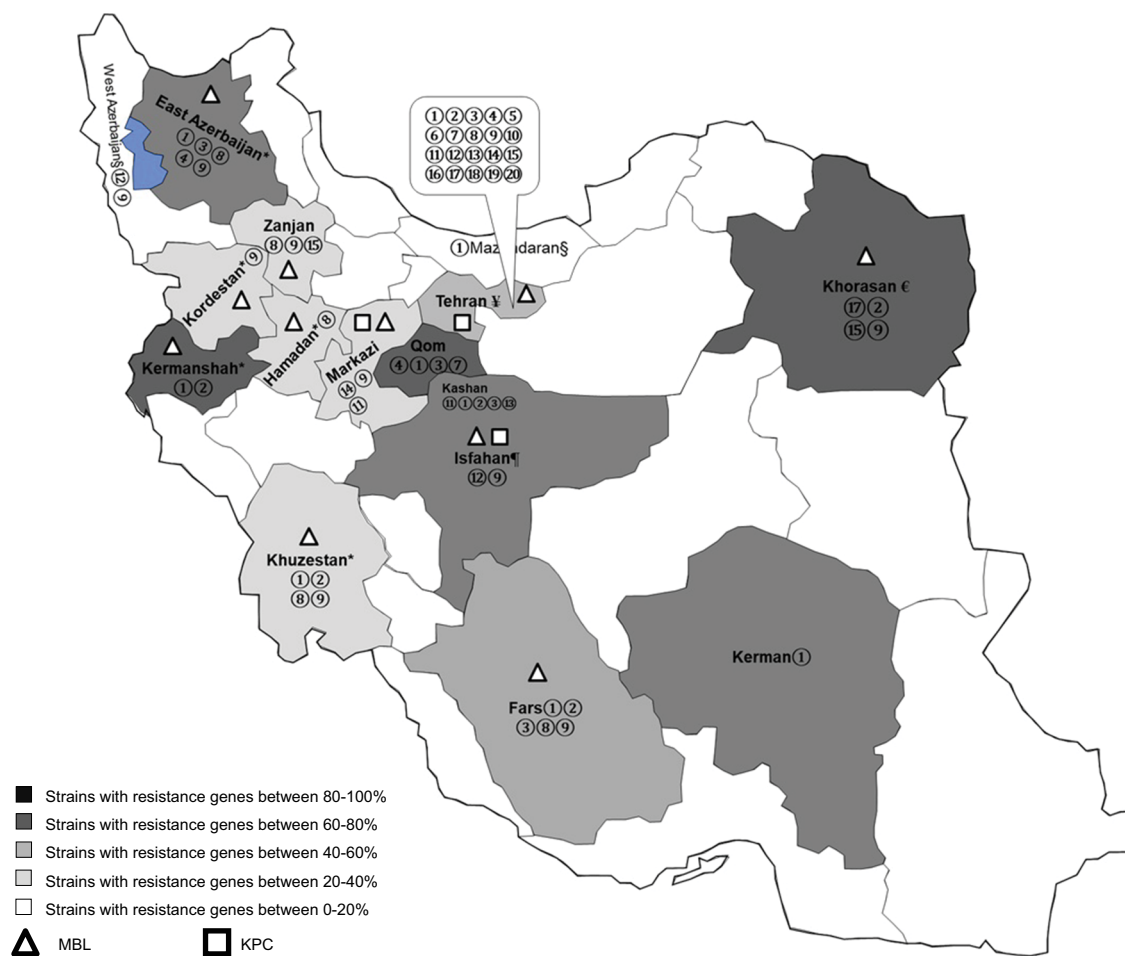 West Azerbaijan§⑫⑨
East Azerbaijan*
①③⑧
④⑨
①②③④⑤
⑥⑦⑧⑨⑩
⑪⑫⑬⑭⑮
⑯⑰⑱⑲⑳
Zanjan
⑧⑨⑮
①Mazandaran§
Kordestan*⑨
Tehran ¥
Khorasan €
⑰②
⑮⑨
Hamadan*⑧
Markazi
⑭⑨
⑪
Qom
④①③⑦
Kermanshah*
①②
Kashan
⑪①②③⑬
Isfahan¶
⑫⑨
Khuzestan*
①②
⑧⑨
Kerman①
Fars①②
③⑧⑨
Strains with resistance genes between 80-100%
Strains with resistance genes between 60-80%
Strains with resistance genes between 40-60%
Strains with resistance genes between 20-40%
Strains with resistance genes between 0-20%
MBL KPC